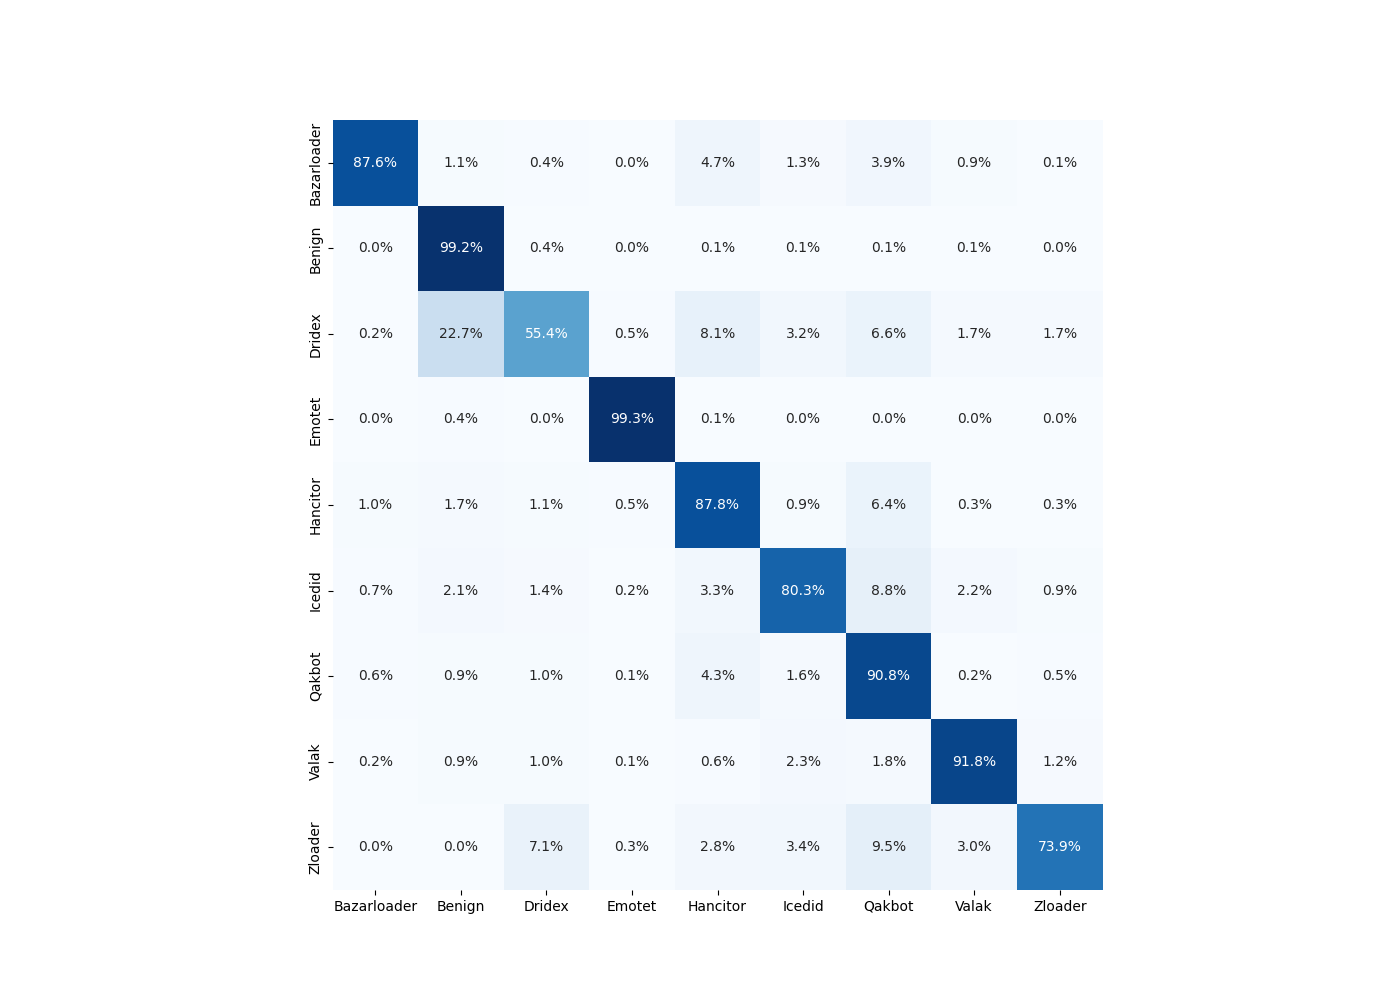 Bazarloader 87.6% 1.1% 0.4% 0.0% 4.7% 1.3% 3.9% 0.9% 0.1%
Benign 0.0% 99.2% 0.4% 0.0% 0.1% 0.1% 0.1% 0.1% 0.0%
Dridex 0.2% 22.7% 55.4% 0.5% 8.1% 3.2% 6.6% 1.7% 1.7%
Emotet 0.0% 0.4% 0.0% 99.3% 0.1% 0.0% 0.0% 0.0% 0.0%
Hancitor 1.0% 1.7% 1.1% 0.5% 87.8% 0.9% 6.4% 0.3% 0.3%
Icedid 0.7% 2.1% 1.4% 0.2% 3.3% 80.3% 8.8% 2.2% 0.9%
Qakbot 0.6% 0.9% 1.0% 0.1% 4.3% 1.6% 90.8% 0.2% 0.5%
Valak 0.2% 0.9% 1.0% 0.1% 0.6% 2.3% 1.8% 91.8% 1.2%
Zloader 0.0% 0.0% 7.1% 0.3% 2.8% 3.4% 9.5% 3.0% 73.9%
Bazarloader Benign Dridex Emotet Hancitor Icedid Qakbot Valak Zloader